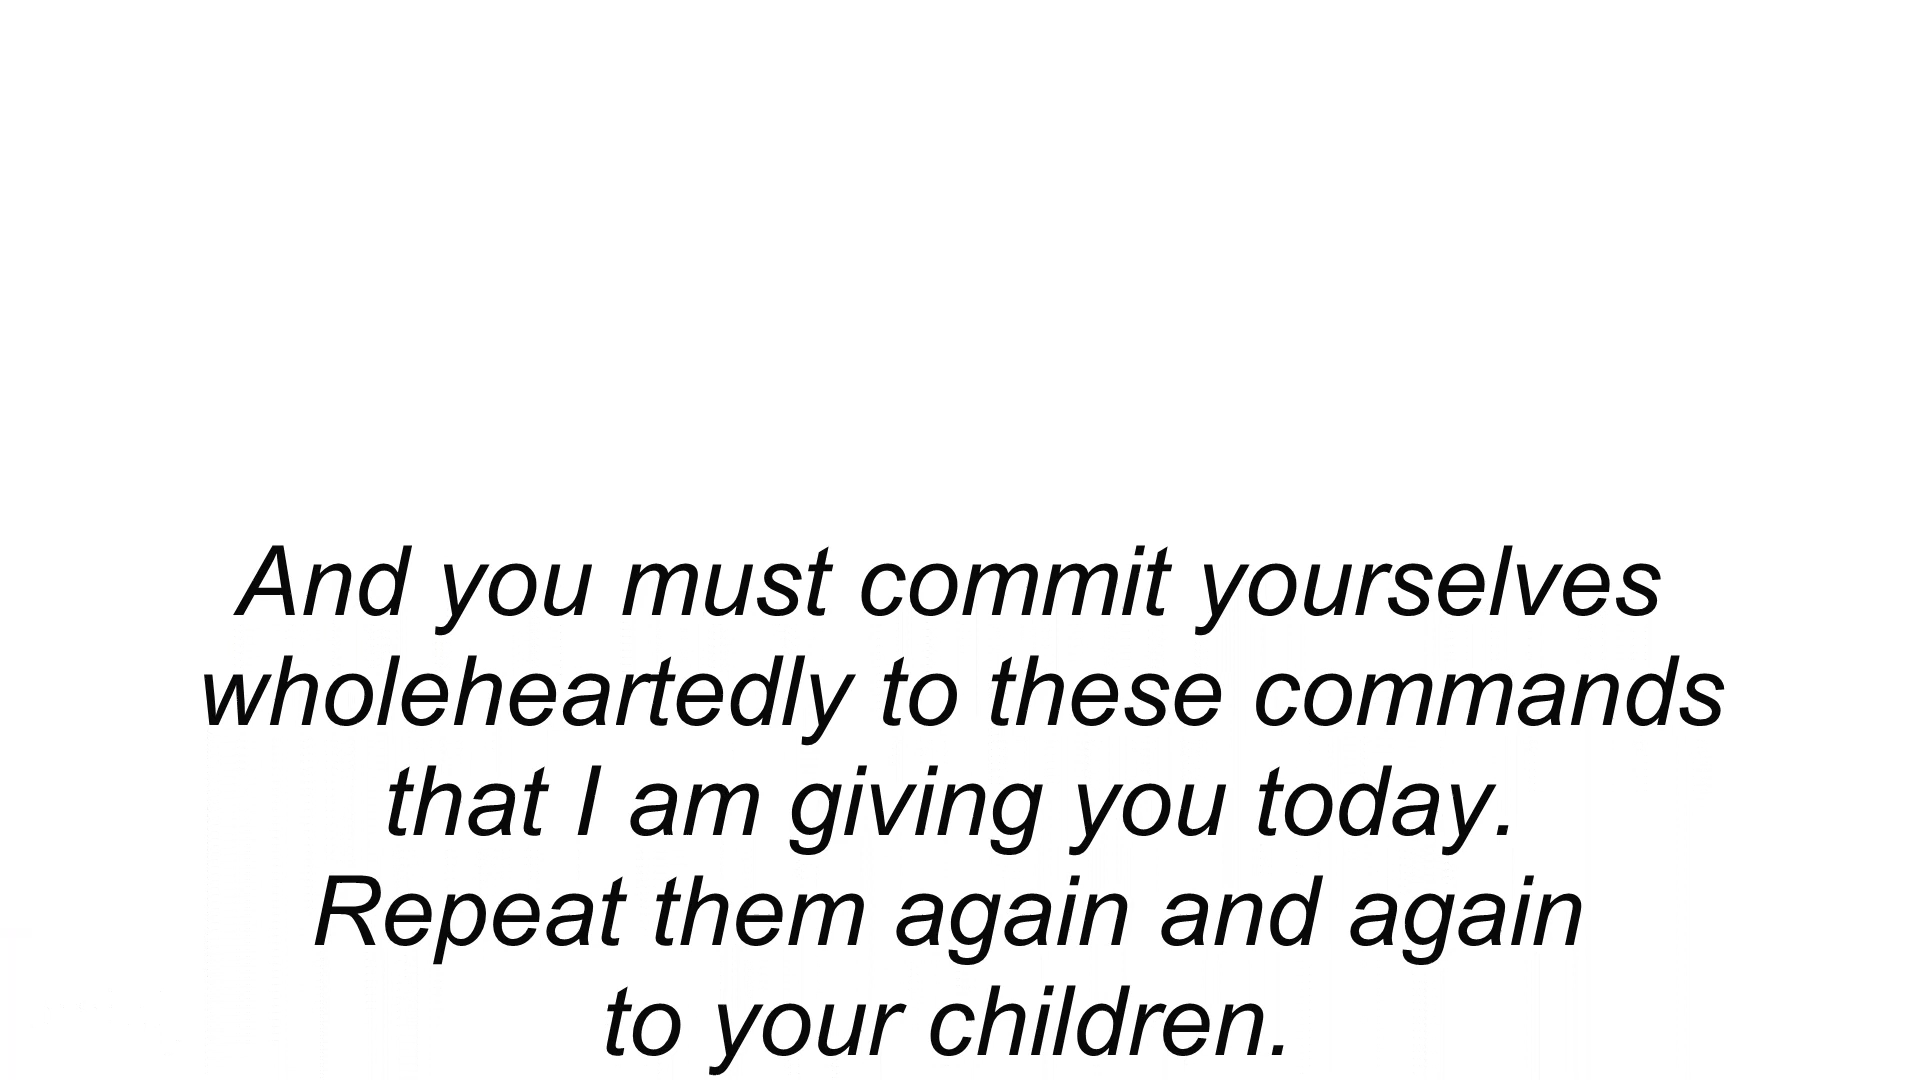 And you must commit yourselves
wholeheartedly to these commands
that I am giving you today.
Repeat them again and again
to your children.